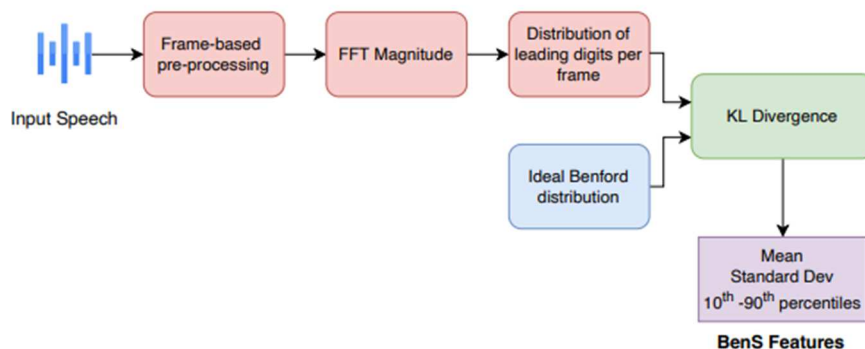 Input Speech
Frame-based
pre-processing
FFT Magnitude
Distribution of
leading digits per
frame
Ideal Benford
distribution
KL Divergence
Mean
Standard Dev
10th -90th percentiles
BenS Features